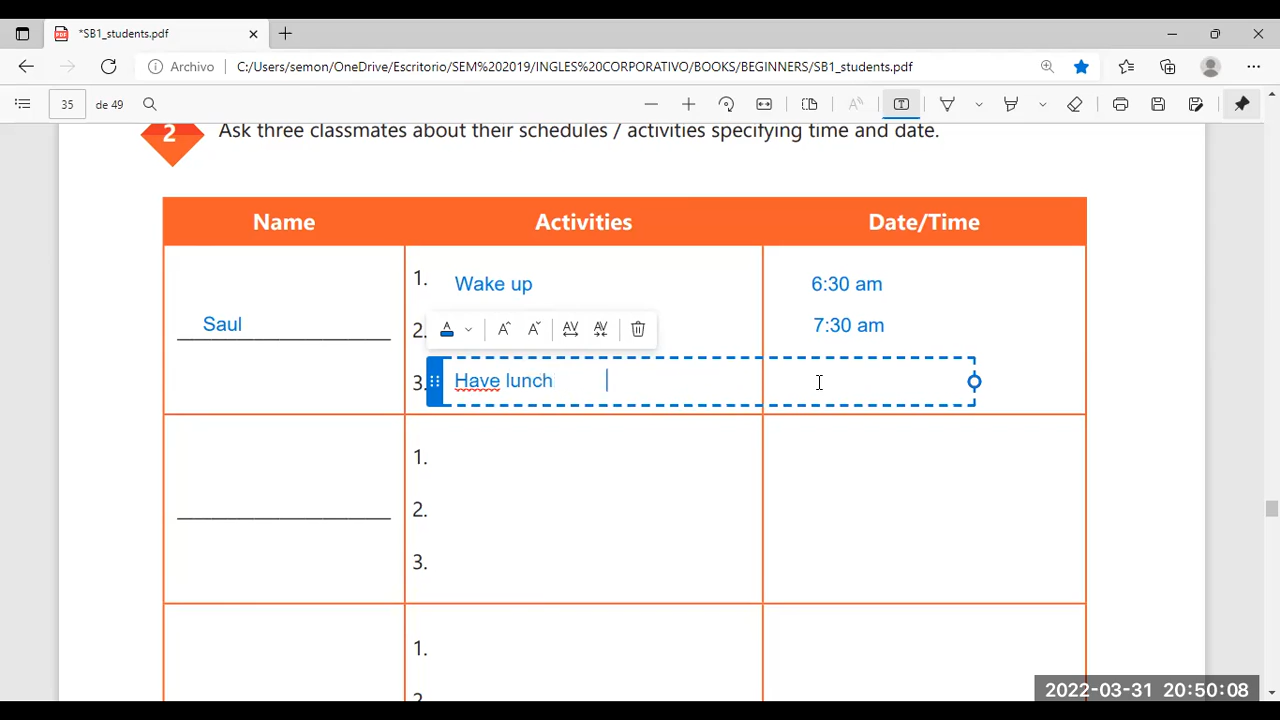 *SB1_students.pdf
Archivo C:/Users/semon/OneDrive/Escritorio/SEM%202019/INGLES%20CORPORATIVO/BOOKS/BEGINNERS/SB1_students.pdf
35 de 49
2 Ask three classmates about their schedules / activities specifying time and date.
Name Activities Date/Time
1. Wake up 6:30 am
Saul 2. 7:30 am
3. Have lunch
1.
2.
3.
1.
2.
2022-03-31 20:50:08